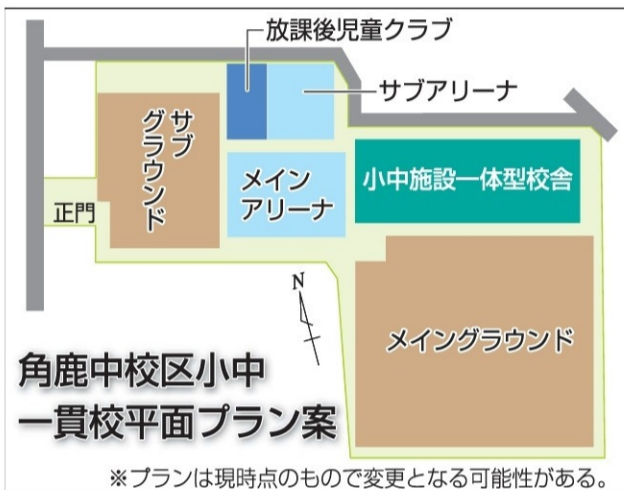 放課後児童クラブ
サブアリーナ
サブ
グラウンド
メイン
アリーナ
小中施設一体型校舎
正門
N
メイングラウンド
角鹿中校区小中
一貫校平面プラン案
※プランは現時点のもので変更となる可能性がある。